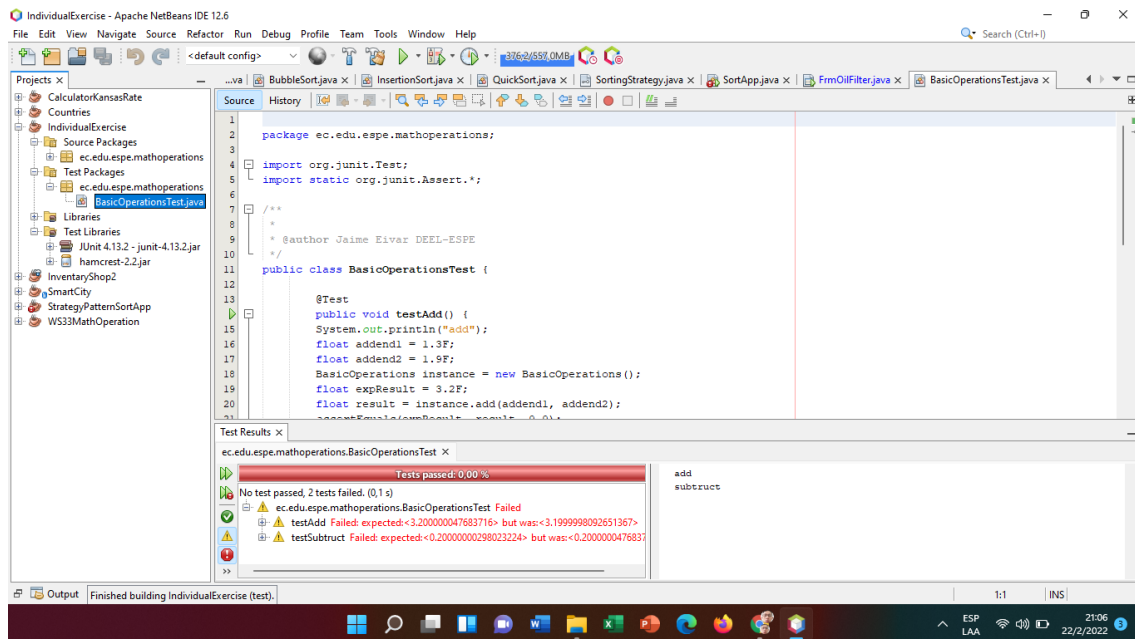 IndividualExercise - Apache NetBeans IDE 12.6
File Edit View Navigate Source Refactor Run Debug Profile Team Tools Window Help
Search (Ctrl+I)
<default config>
376,2/557,0MB
Projects
CalculatorKansasRate
Countries
IndividualExercise
Source Packages
ec.edu.espe.mathoperations
Test Packages
ec.edu.espe.mathoperations
BasicOperationsTest.java
Libraries
Test Libraries
JUnit 4.13.2 - junit-4.13.2.jar
hamcrest-2.2.jar
InventaryShop2
SmartCity
StrategyPatternSortApp
WS33MathOperation
...va BubbleSort.java InsertionSort.java QuickSort.java SortingStrategy.java SortApp.java FrmOilFilter.java BasicOperationsTest.java
Source History
1
2 package ec.edu.espe.mathoperations;
3
4 import org.junit.Test;
5 import static org.junit.Assert.*;
6
7 /**
8 *
9 * @author Jaime Eivar DEEL-ESPE
10 */
11 public class BasicOperationsTest {
12
13 @Test
public void testAdd() {
15 System.out.println("add");
16 float addend1 = 1.3F;
17 float addend2 = 1.9F;
18 BasicOperations instance = new BasicOperations();
19 float expResult = 3.2F;
20 float result = instance.add(addend1, addend2);
21 assertEquals(expResult, result, 0.0);
Test Results
ec.edu.espe.mathoperations.BasicOperationsTest
Tests passed: 0,00 %
No test passed, 2 tests failed. (0,1 s)
ec.edu.espe.mathoperations.BasicOperationsTest Failed
testAdd Failed: expected:<3.200000047683716> but was:<3.1999998092651367>
testSubtruct Failed: expected:<0.20000000298023224> but was:<0.2000000476837
add
subtruct
Output
Finished building IndividualExercise (test).
1:1 INS
ESP
LAA
21:06
22/2/2022
3